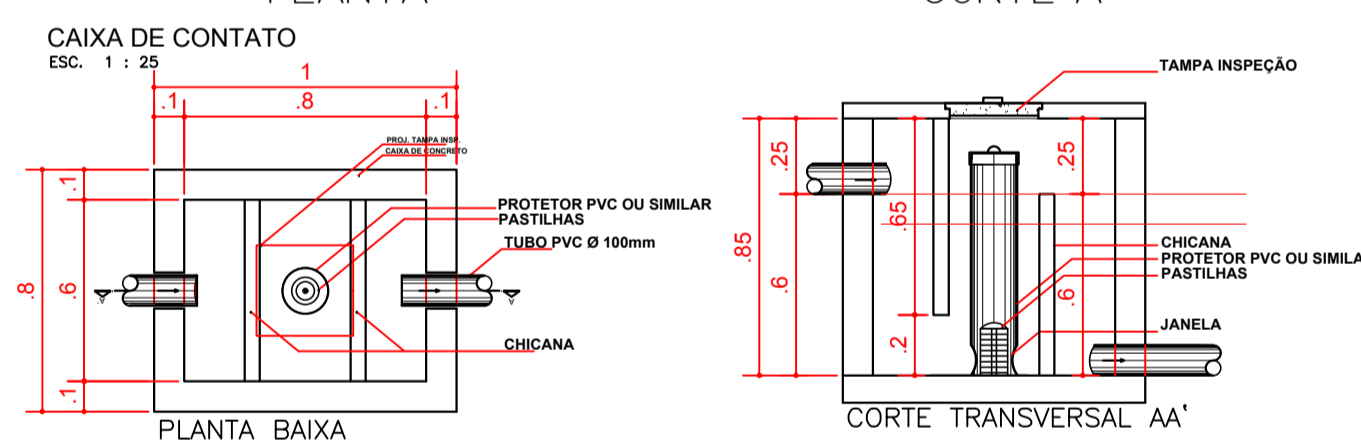 PLANTA
CORTE A
CAIXA DE CONTATO
ESC. 1 : 25
1
.1
.8
.1
PROJ. TAMPA INSP.
CAIXA DE CONCRETO
.8
.1
.6
.1
PROTETOR PVC OU SIMILAR
PASTILHAS
TUBO PVC Ø 100mm
CHICANA
A
A'
PLANTA BAIXA
TAMPA INSPEÇÃO
.85
.25
.6
.65
.2
.25
.6
CHICANA
PROTETOR PVC OU SIMILA
PASTILHAS
JANELA
CORTE TRANSVERSAL AA'